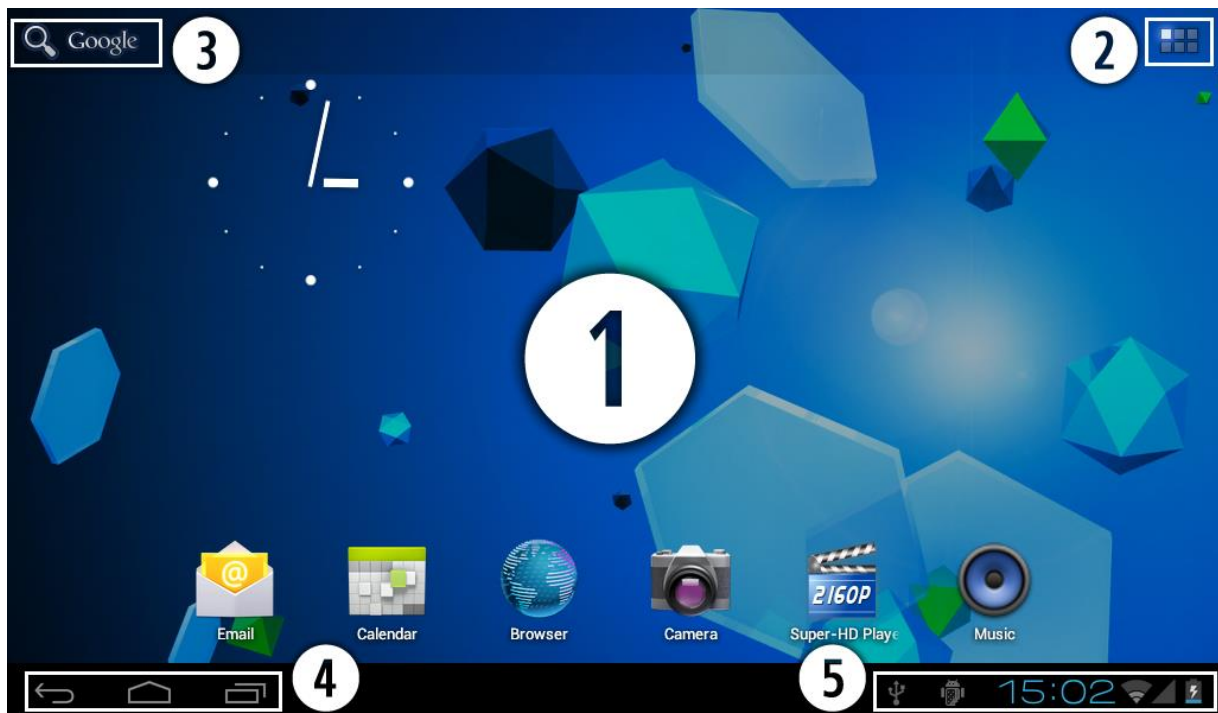 Google
3
2
1
@
2160P
Email
Calendar
Browser
Camera
Super-HD Playe
Music
4
5
15:02